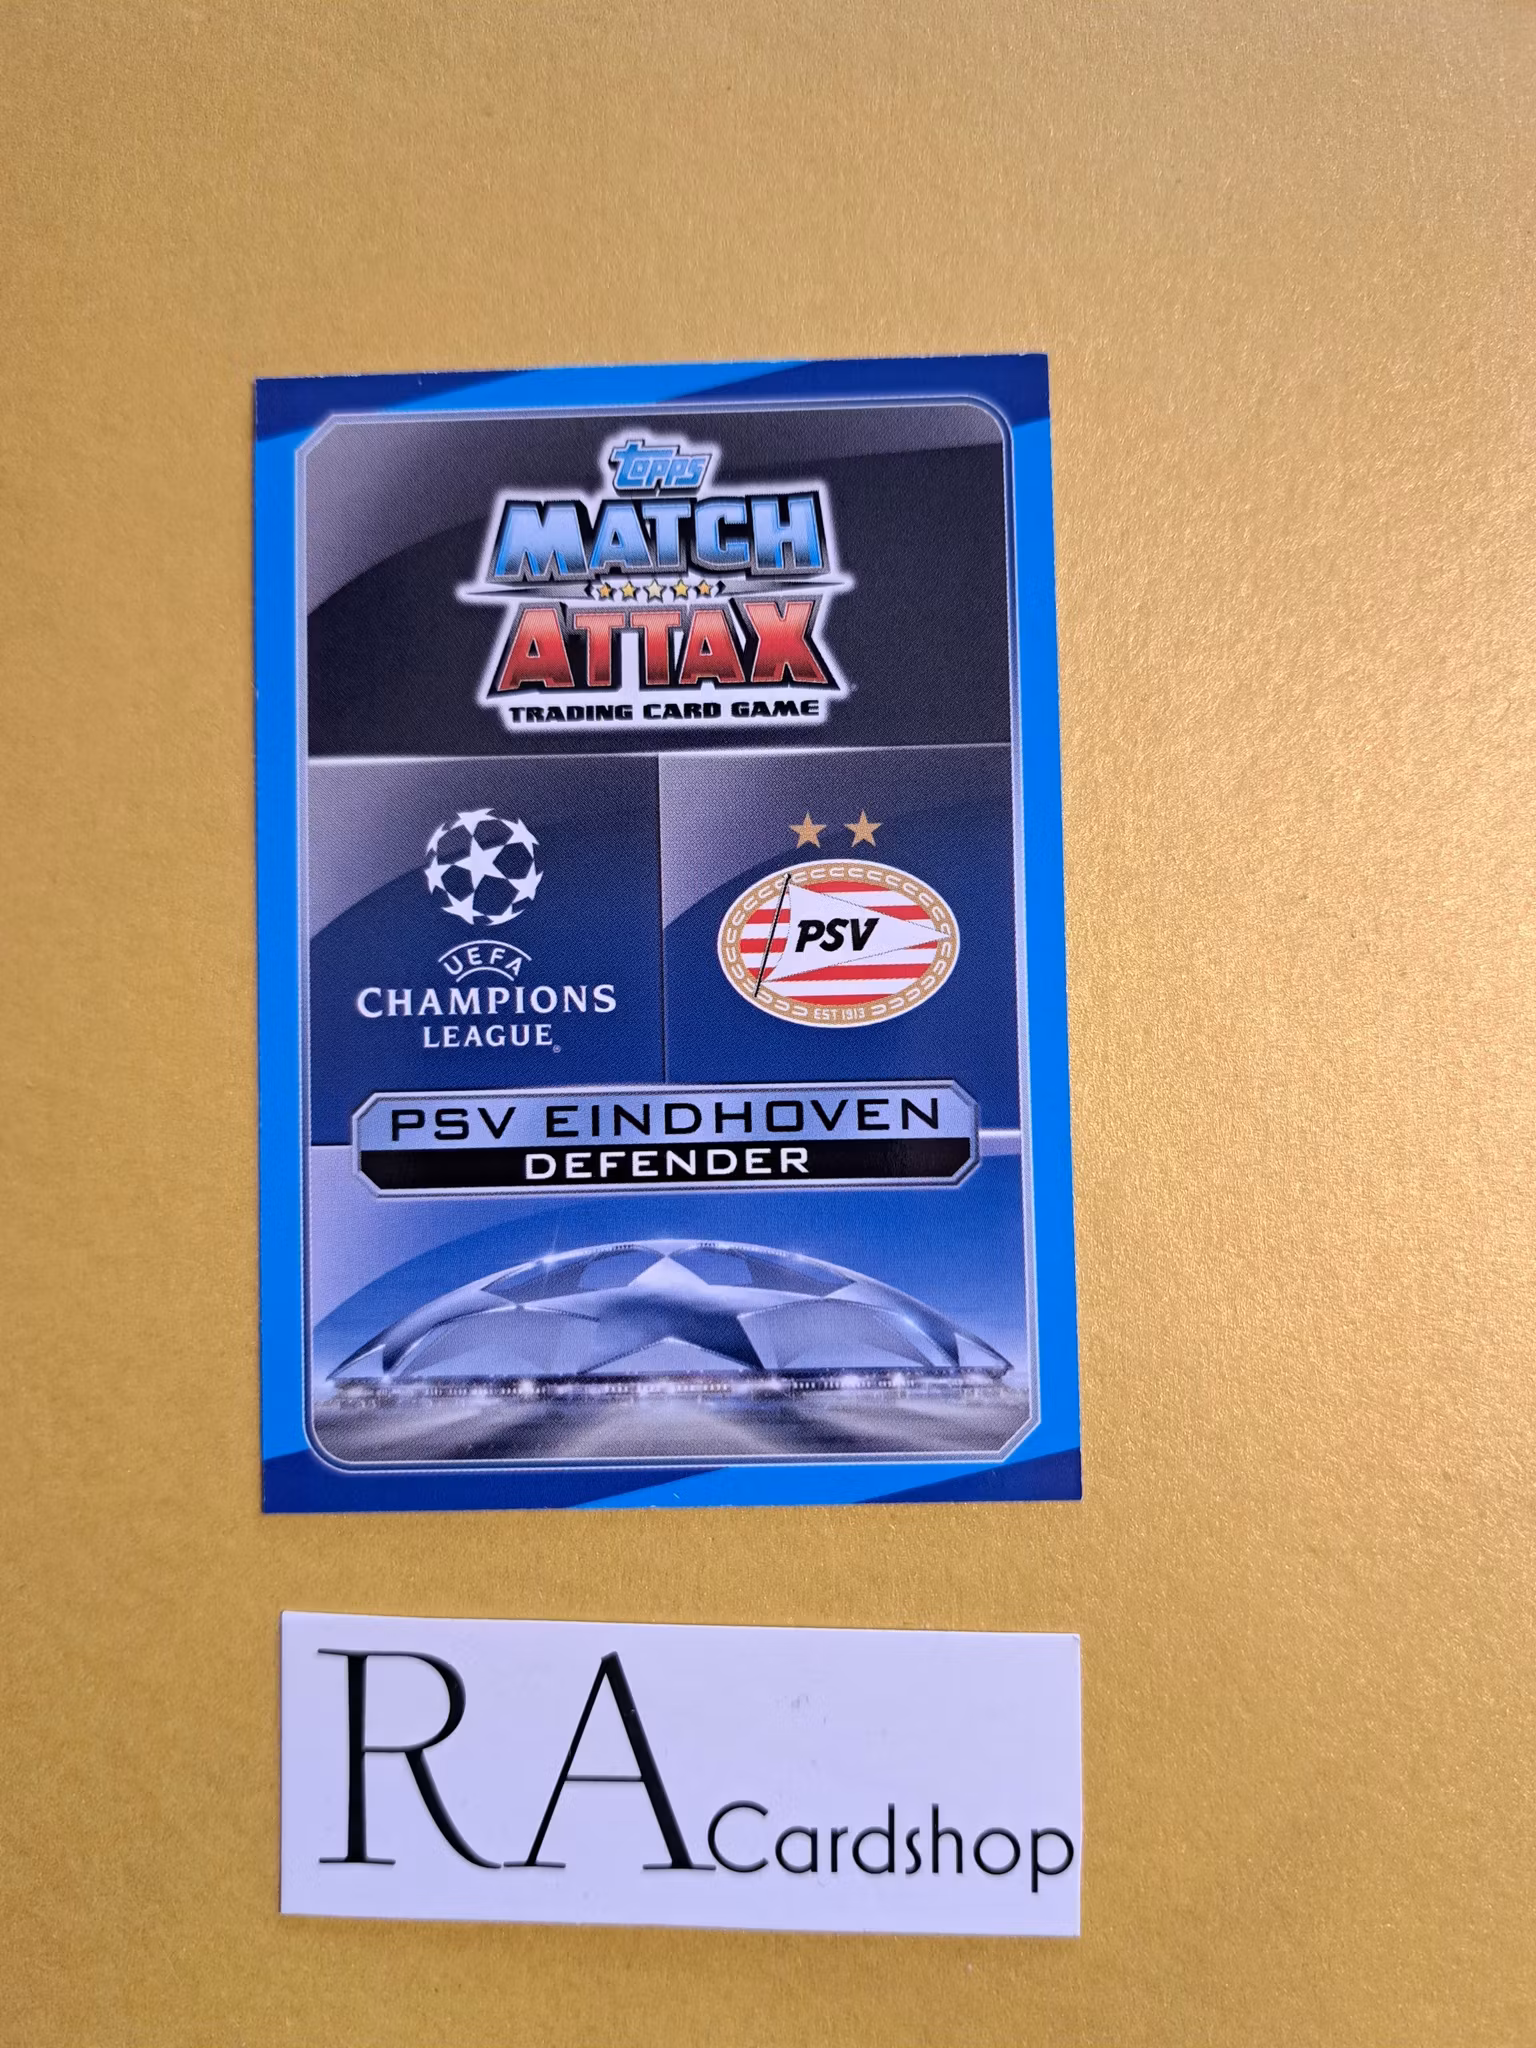 topps
MATCH
ATTAX
TRADING CARD GAME
UEFA
CHAMPIONS
LEAGUE®
PSV
EST 1913
PSV EINDHOVEN
DEFENDER
RA Cardshop